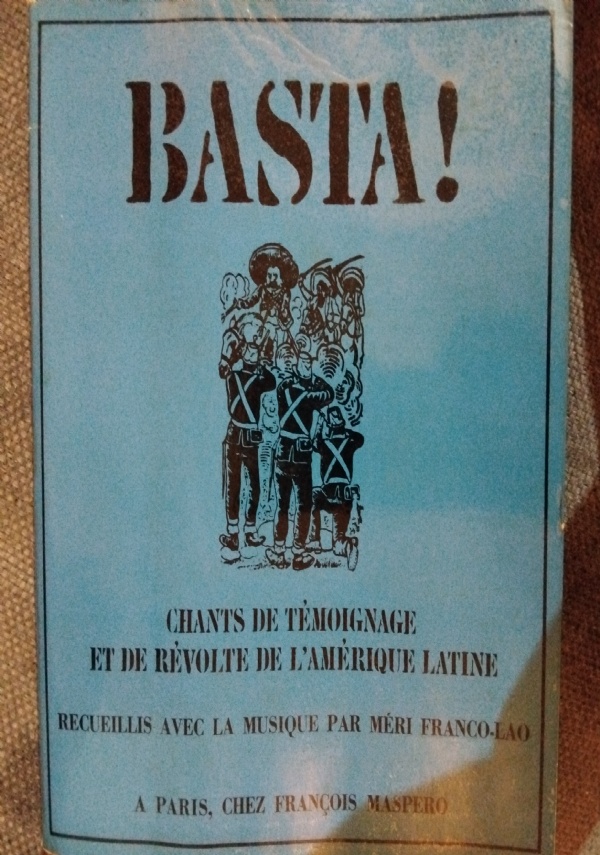 BASTA!
CHANTS DE TÉMOIGNAGE
ET DE RÉVOLTE DE L'AMÉRIQUE LATINE
RECUEILLIS AVEC LA MUSIQUE PAR MÉRI FRANCO-LAO
A PARIS, CHEZ FRANÇOIS MASPERO